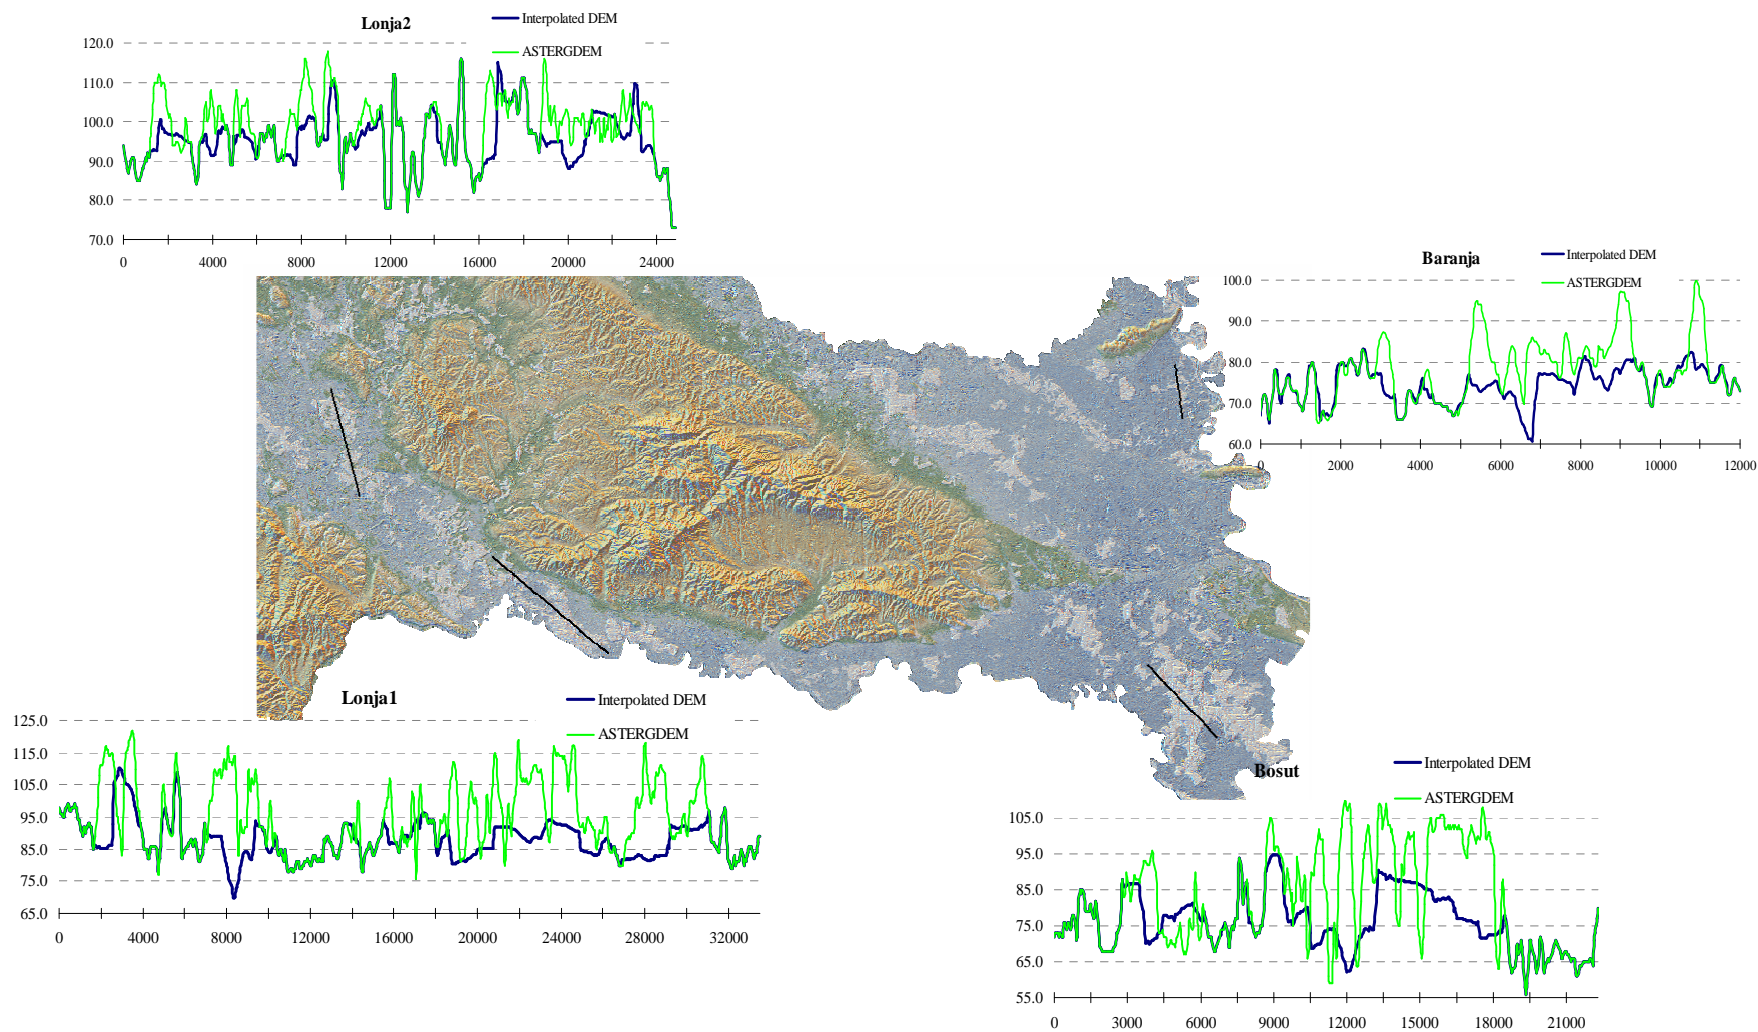 Lonja2
Interpolated DEM
ASTERGDEM
120.0
110.0
100.0
90.0
80.0
70.0
0 4000 8000 12000 16000 20000 24000
Baranja
Interpolated DEM
ASTERGDEM
100.0
90.0
80.0
70.0
60.0
0 2000 4000 6000 8000 10000 12000
Lonja1
Interpolated DEM
ASTERGDEM
125.0
115.0
105.0
95.0
85.0
75.0
65.0
0 4000 8000 12000 16000 20000 24000 28000 32000
Bosut
Interpolated DEM
ASTERGDEM
105.0
95.0
85.0
75.0
65.0
55.0
0 3000 6000 9000 12000 15000 18000 21000